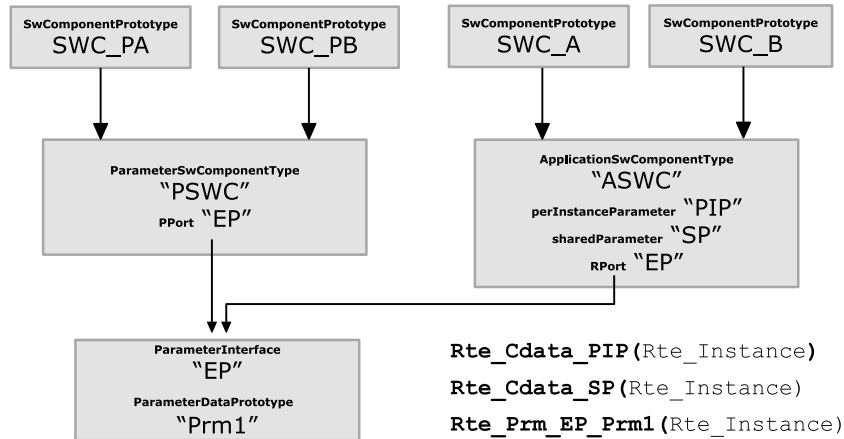 SwComponentPrototype
SWC_PA
SwComponentPrototype
SWC_PB
SwComponentPrototype
SWC_A
SwComponentPrototype
SWC_B
ParameterSwComponentType
“PSWC”
PPort “EP”
ApplicationSwComponentType
“ASWC”
perInstanceParameter “PIP”
sharedParameter “SP”
RPort “EP”
ParameterInterface
“EP”
ParameterDataPrototype
“Prm1”
Rte_Cdata_PIP(Rte_Instance)
Rte_Cdata_SP(Rte_Instance)
Rte_Prm_EP_Prm1(Rte_Instance)